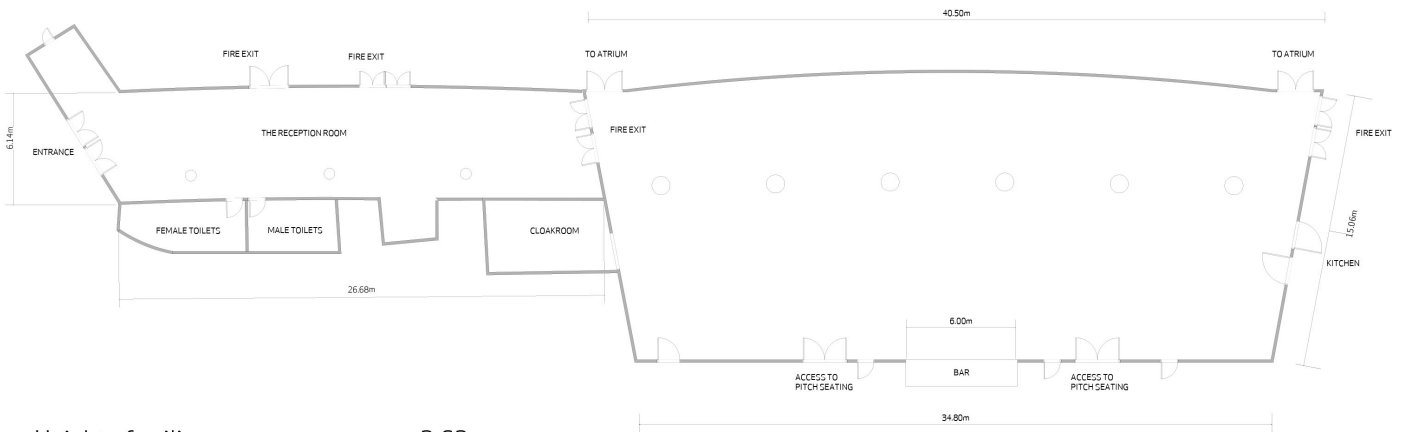 40.50m
FIRE EXIT
FIRE EXIT
TO ATRIUM
TO ATRIUM
6.14m
THE RECEPTION ROOM
FIRE EXIT
FIRE EXIT
ENTRANCE
15.06m
FEMALE TOILETS
MALE TOILETS
CLOAKROOM
KITCHEN
26.68m
6.00m
ACCESS TO
PITCH SEATING
BAR
ACCESS TO
PITCH SEATING
34.80m